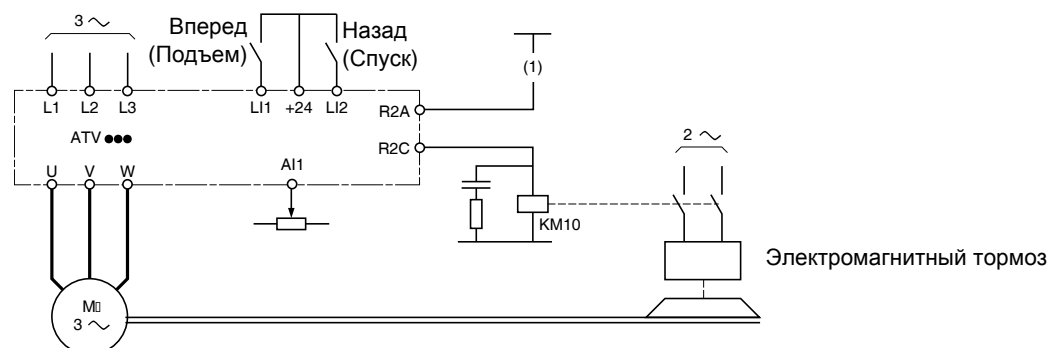 3 ∼
Вперед
(Подъем)
Назад
(Спуск)
(1)
L1 L2 L3 LI1 +24 LI2
R2A
ATV ●●●
R2C
2 ∼
U V W
AI1
KM10
Электромагнитный тормоз
M▯
3 ∼